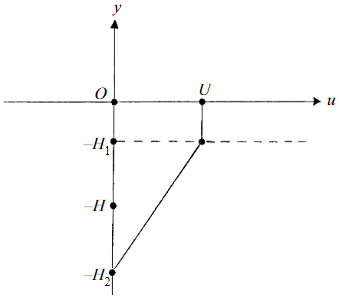 y
O U
u
–H₁
–H
–H₂